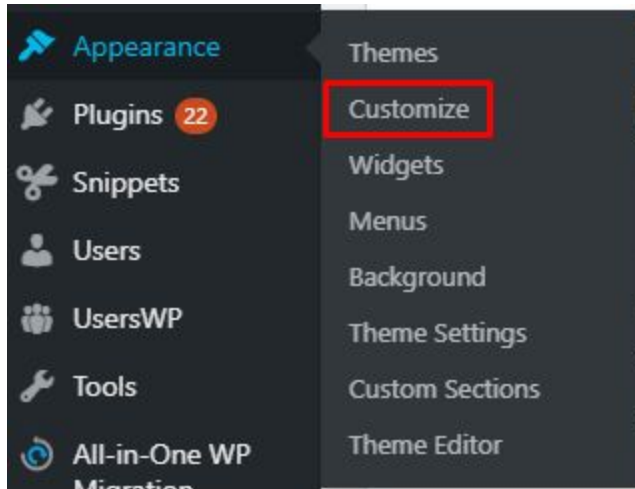 Appearance
Plugins 22
Snippets
Users
UsersWP
Tools
All-in-One WP
Migration
Themes
Customize
Widgets
Menus
Background
Theme Settings
Custom Sections
Theme Editor